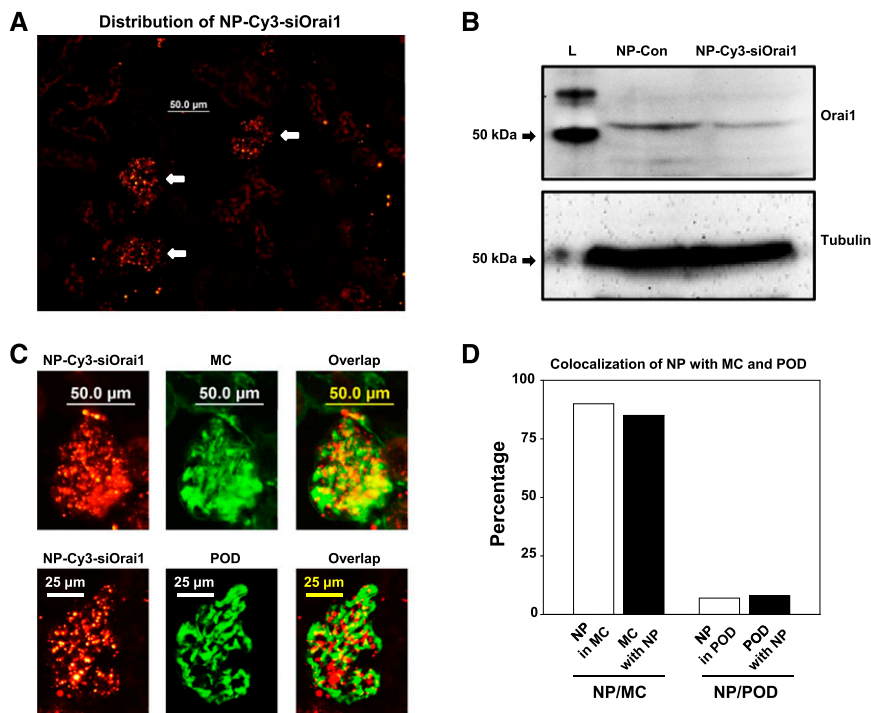 A
Distribution of NP-Cy3-siOrai1
50.0 µm
B
L NP-Con NP-Cy3-siOrai1
50 kDa
Orai1
50 kDa
Tubulin
C
NP-Cy3-siOrai1 MC Overlap
50.0 µm 50.0 µm 50.0 µm
NP-Cy3-siOrai1 POD Overlap
25 µm 25 µm 25 µm
D
Colocalization of NP with MC and POD
Percentage
100
75
50
25
0
NP in MC
MC with NP
NP in POD
POD with NP
NP/MC NP/POD